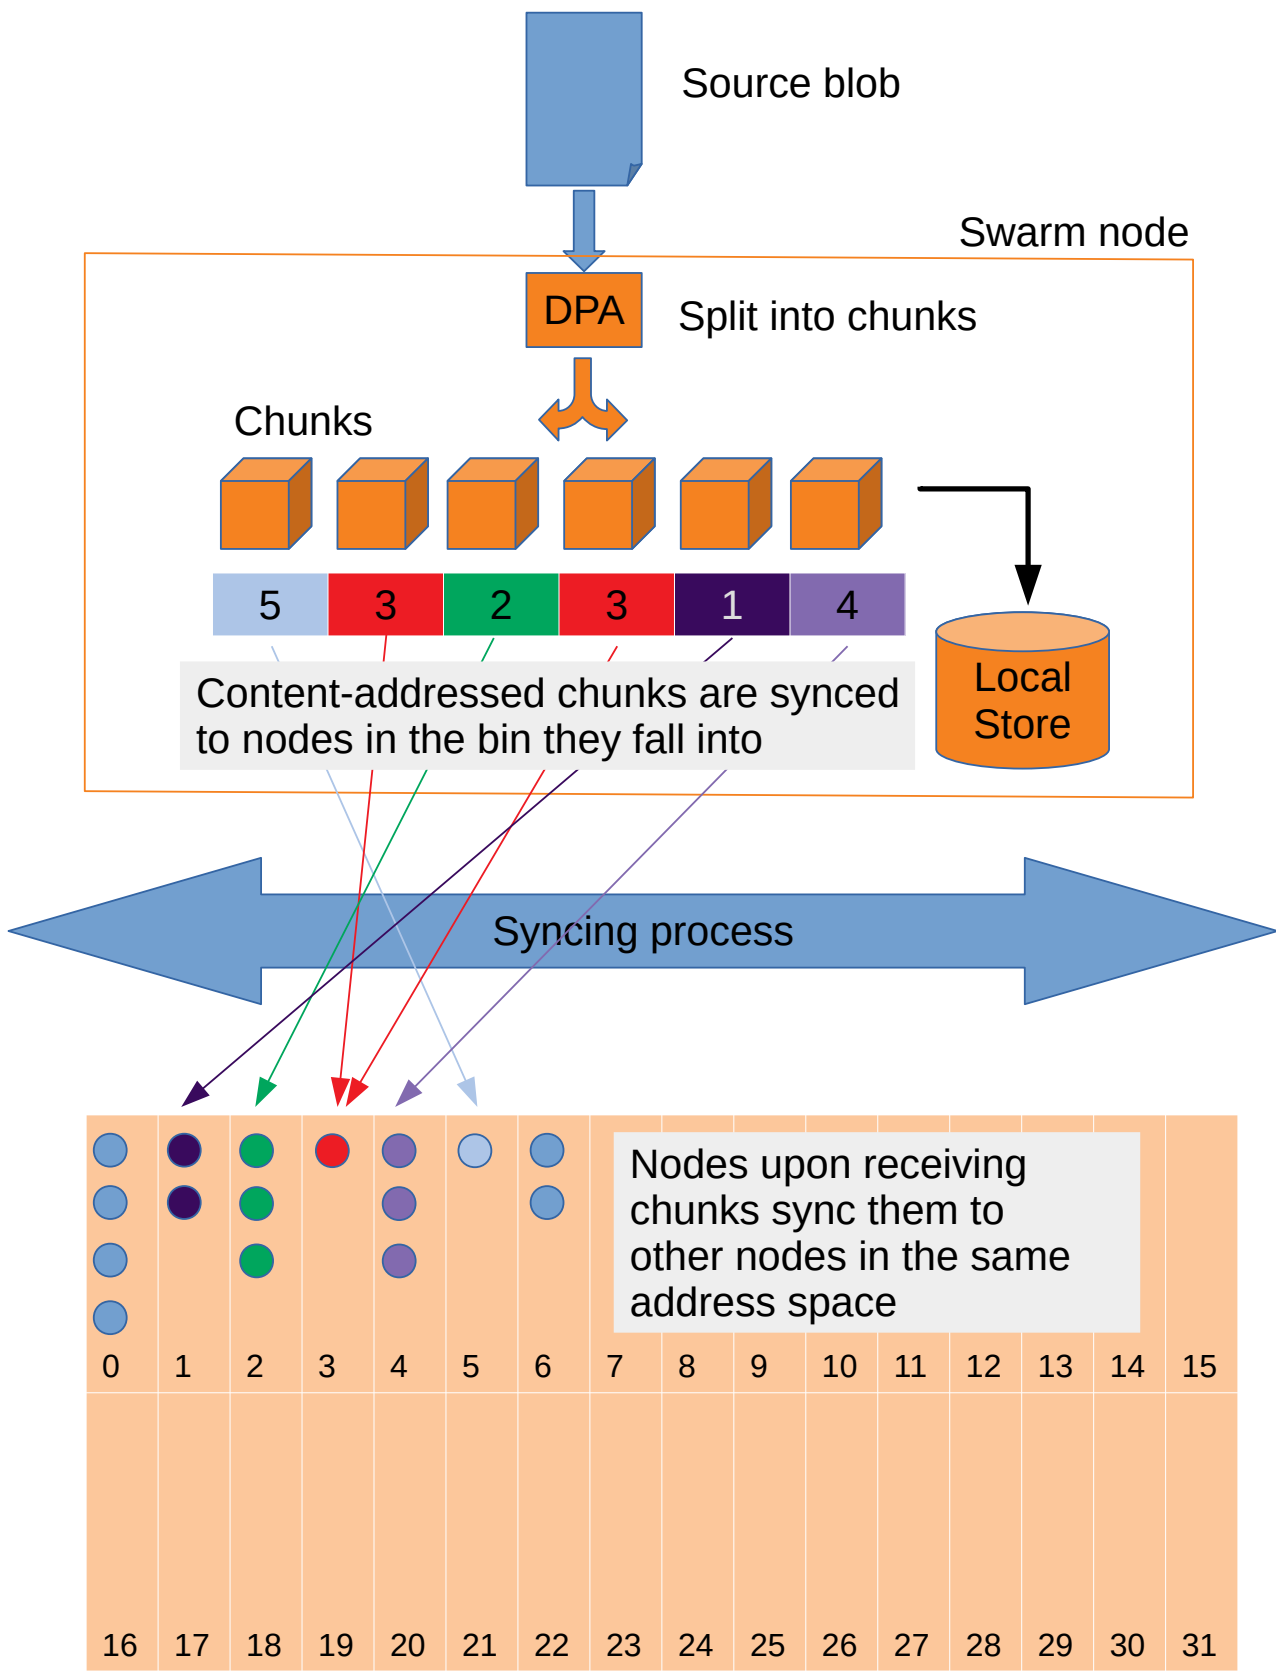 Source blob
Swarm node
DPA
Split into chunks
Chunks
5 3 2 3 1 4
Content-addressed chunks are synced
to nodes in the bin they fall into
Local
Store
Syncing process
Nodes upon receiving
chunks sync them to
other nodes in the same
address space
0 1 2 3 4 5 6 7 8 9 10 11 12 13 14 15
16 17 18 19 20 21 22 23 24 25 26 27 28 29 30 31